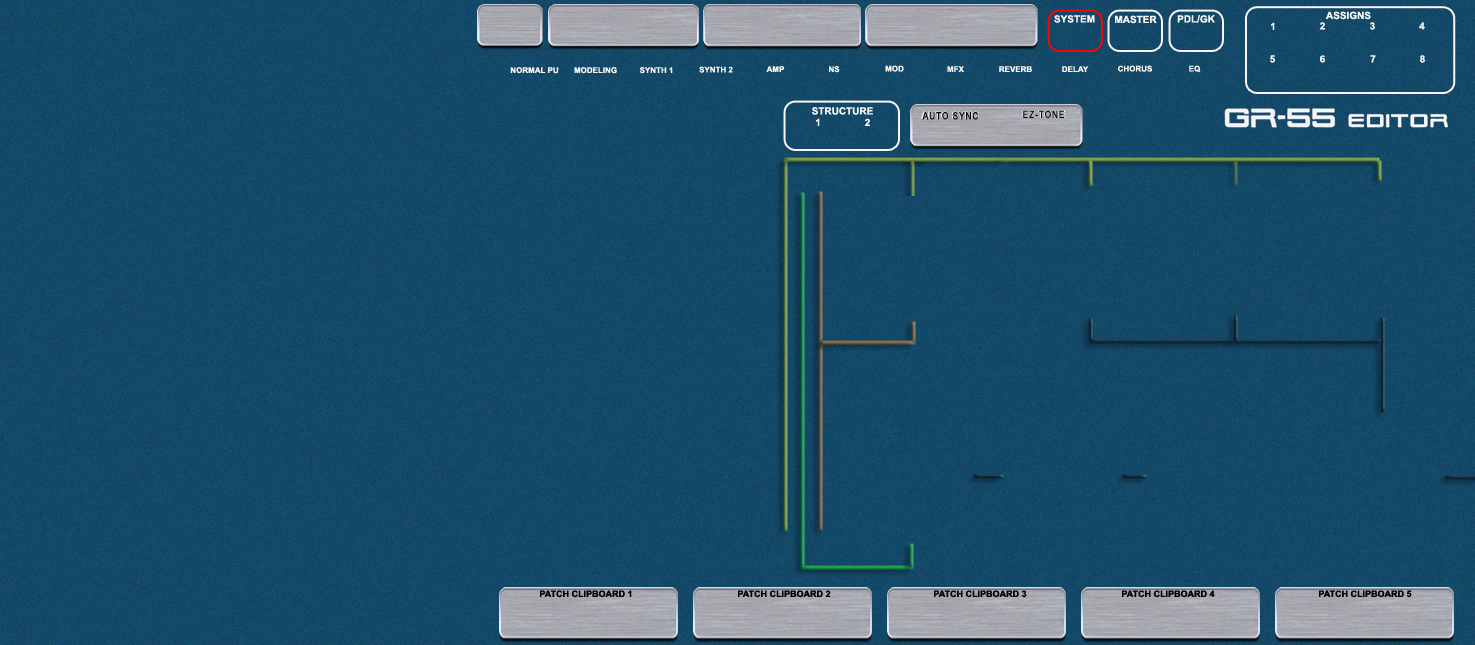 SYSTEM MASTER PDL/GK ASSIGNS
1 2 3 4
5 6 7 8
NORMAL PU MODELING SYNTH 1 SYNTH 2 AMP NS MOD MFX REVERB DELAY CHORUS EQ
STRUCTURE
1 2
AUTO SYNC EZ-TONE
GR-55 EDITOR
PATCH CLIPBOARD 1 PATCH CLIPBOARD 2 PATCH CLIPBOARD 3 PATCH CLIPBOARD 4 PATCH CLIPBOARD 5